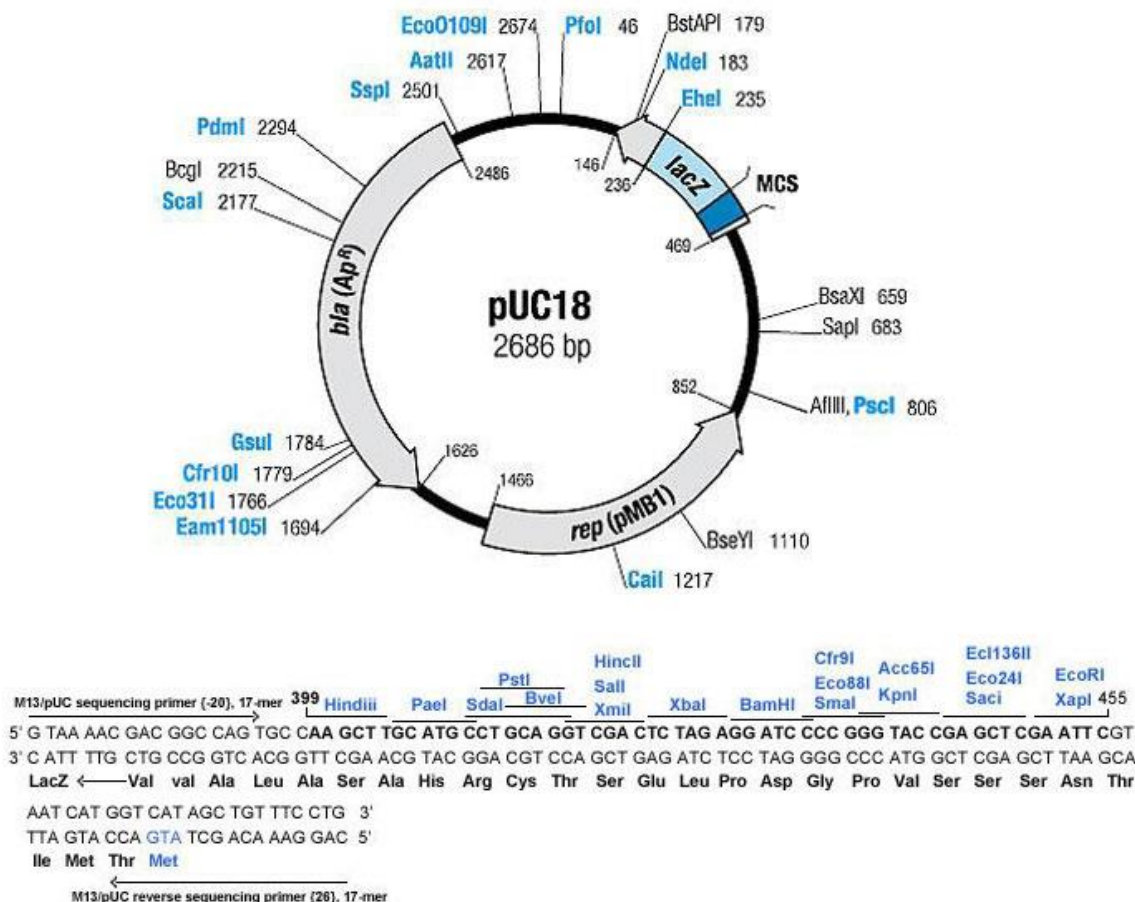 EcoO109I 2674
PfoI 46
BstAPI 179
AatII 2617
NdeI 183
SspI 2501
EheI 235
PdmI 2294
BcgI 2215
ScaI 2177
146
236
2486
lacZ
MCS
469
bla (ApR)
pUC18
2686 bp
BsaXI 659
SapI 683
852
AflIII, PscI 806
GsuI 1784
Cfr10I 1779
Eco31I 1766
Eam1105I 1694
1626
1466
rep (pMB1)
BseYI 1110
CaiI 1217
HincII Cfr9I Acc65I Ecl136II
PstI SalI Eco88I KpnI Eco24I EcoRI
M13/pUC sequencing primer {-20}, 17-mer 399 Hindiii PaeI SdaI BveI XmiI XbaI BamHI SmaI Saci XapI 455
5' G TAA AAC GAC GGC CAG TGC CAA GCT TGC ATG CCT GCA GGT CGA CTC TAG AGG ATC CCC GGG TAC CGA GCT CGA ATT CGT
3' C ATT TTG CTG CCG GTC ACG GTT CGA ACG TAC GGA CGT CCA GCT GAG ATC TCC TAG GGG CCC ATG GCT CGA GCT TAA GCA
LacZ Val val Ala Leu Ala Ser Ala His Arg Cys Thr Ser Glu Leu Pro Asp Gly Pro Val Ser Ser Ser Asn Thr
AAT CAT GGT CAT AGC TGT TTC CTG 3'
TTA GTA CCA GTA TCG ACA AAG GAC 5'
Ile Met Thr Met
M13/pUC reverse sequencing primer {26}, 17-mer